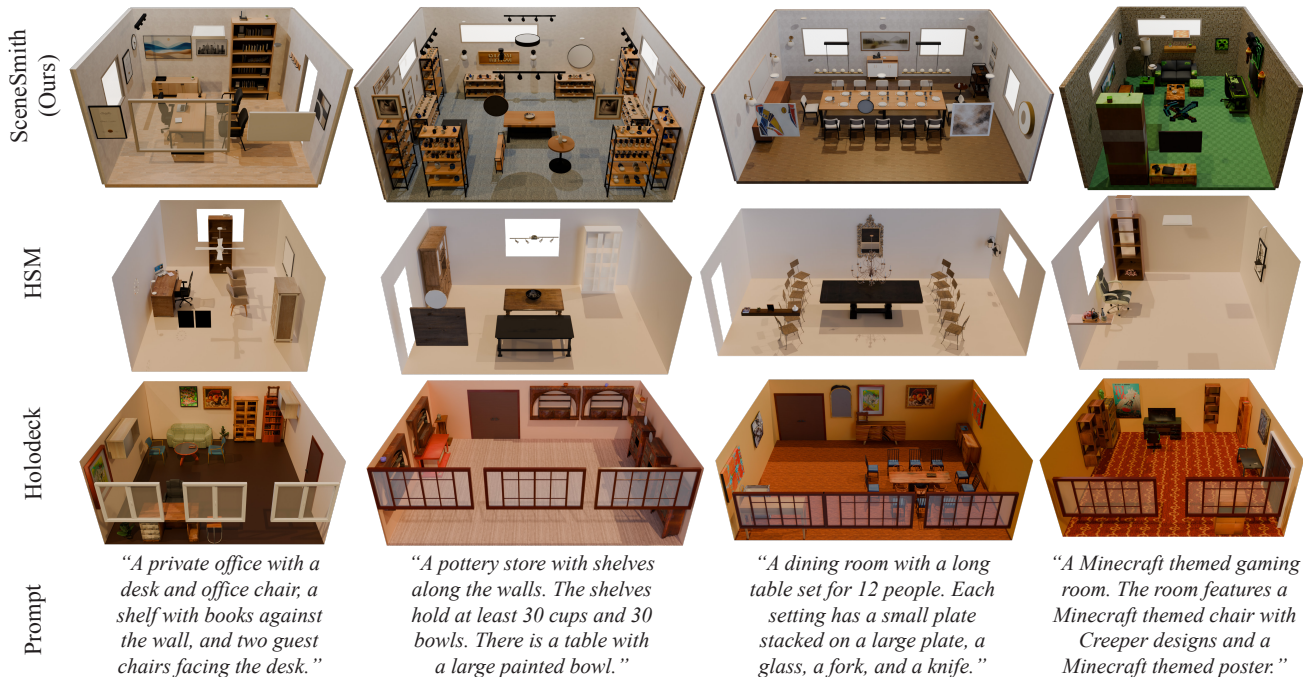 SceneSmith
(Ours)
HSM
Holodeck
Prompt
“A private office with a
desk and office chair, a
shelf with books against
the wall, and two guest
chairs facing the desk.”
“A pottery store with shelves
along the walls. The shelves
hold at least 30 cups and 30
bowls. There is a table with
a large painted bowl.”
“A dining room with a long
table set for 12 people. Each
setting has a small plate
stacked on a large plate, a
glass, a fork, and a knife.”
“A Minecraft themed gaming
room. The room features a
Minecraft themed chair with
Creeper designs and a
Minecraft themed poster.”